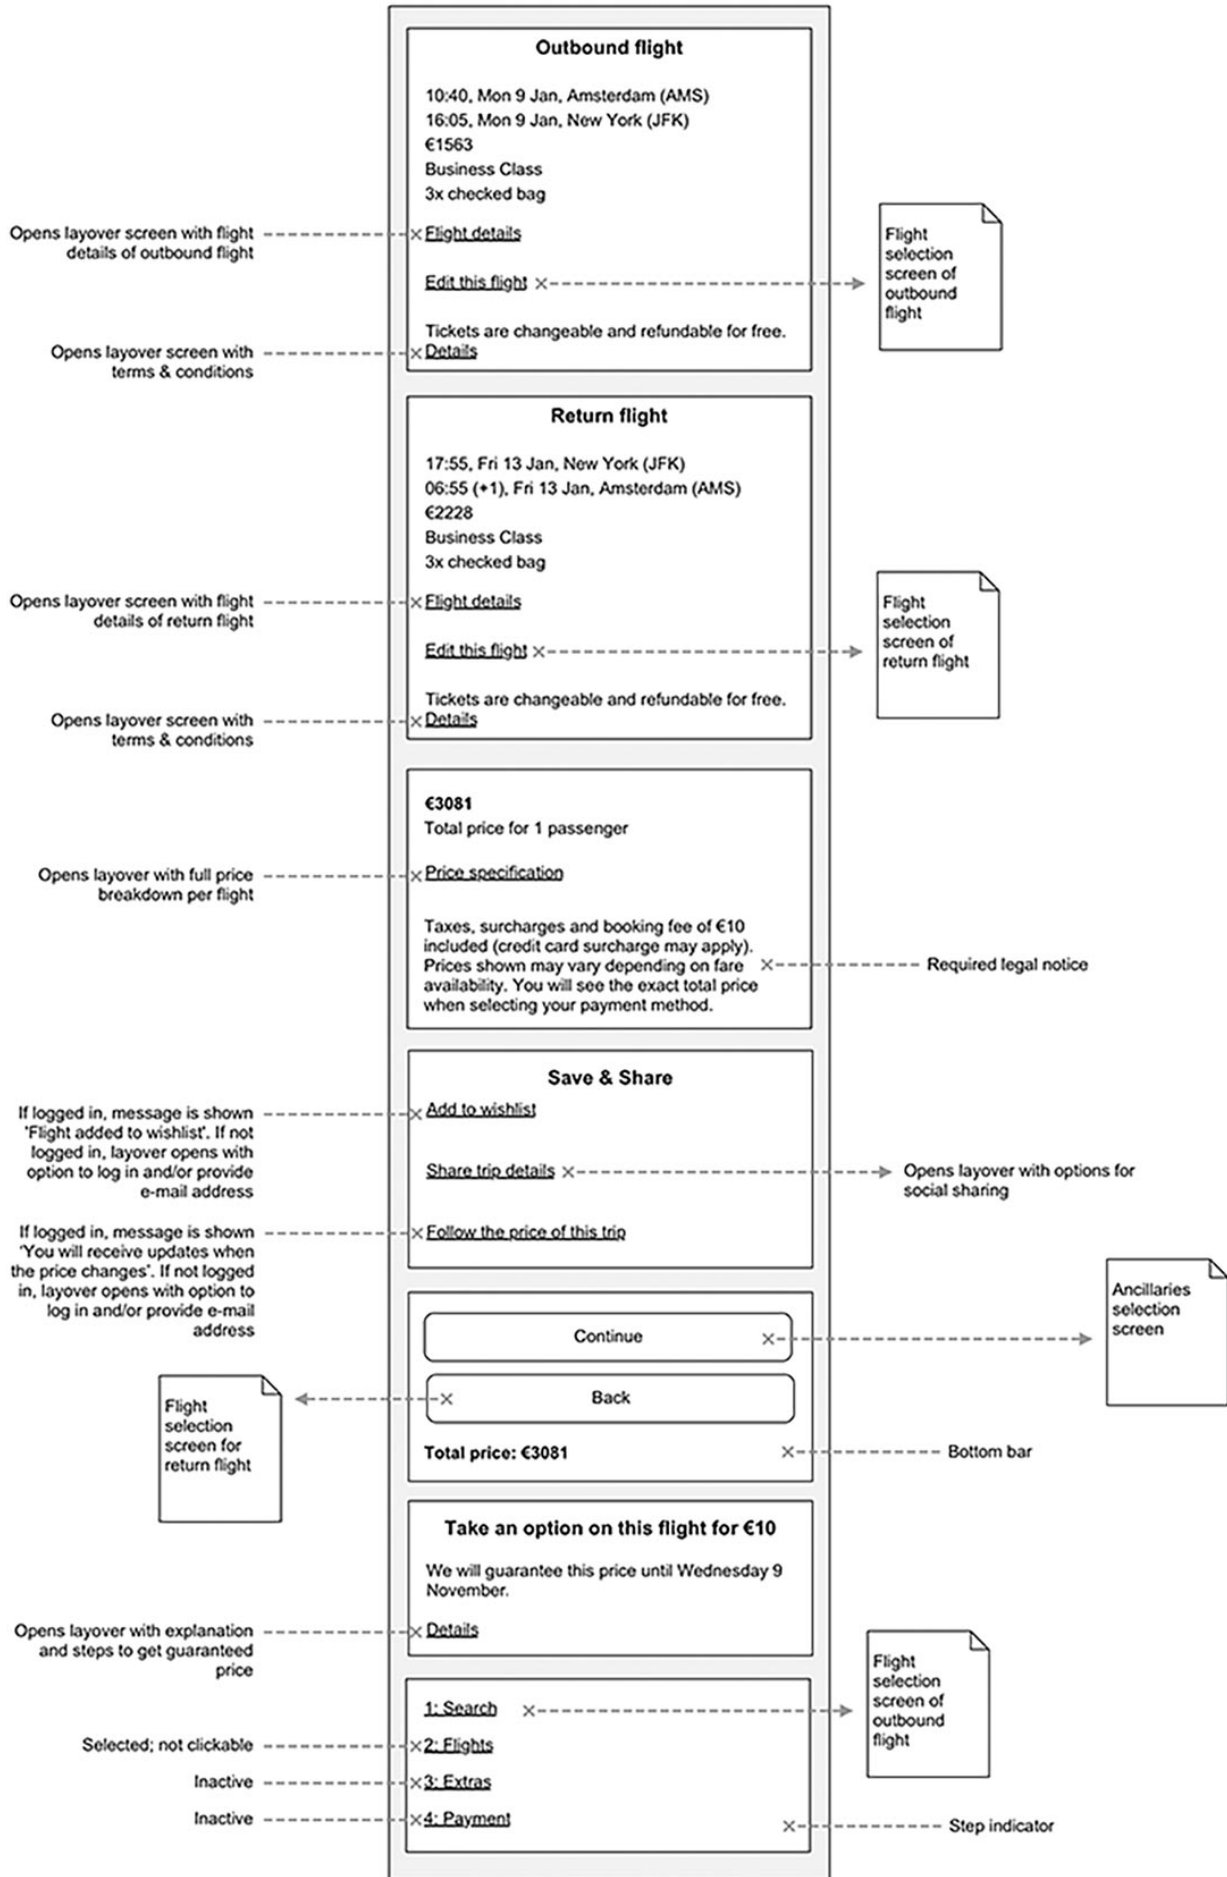 Outbound flight
10:40, Mon 9 Jan, Amsterdam (AMS)
16:05, Mon 9 Jan, New York (JFK)
€1563
Business Class
3x checked bag
Opens layover screen with flight
details of outbound flight
Flight details
Edit this flight
Flight
selection
screen of
outbound
flight
Tickets are changeable and refundable for free.
Details
Opens layover screen with
terms & conditions
Return flight
17:55, Fri 13 Jan, New York (JFK)
06:55 (+1), Fri 13 Jan, Amsterdam (AMS)
€2228
Business Class
3x checked bag
Opens layover screen with flight
details of return flight
Flight details
Edit this flight
Flight
selection
screen of
return flight
Tickets are changeable and refundable for free.
Details
Opens layover screen with
terms & conditions
€3081
Total price for 1 passenger
Opens layover with full price
breakdown per flight
Price specification
Taxes, surcharges and booking fee of €10
included (credit card surcharge may apply).
Prices shown may vary depending on fare
availability. You will see the exact total price
when selecting your payment method.
Required legal notice
Save & Share
If logged in, message is shown
'Flight added to wishlist'. If not
logged in, layover opens with
option to log in and/or provide
e-mail address
Add to wishlist
Share trip details
Opens layover with options for
social sharing
If logged in, message is shown
'You will receive updates when
the price changes'. If not logged
in, layover opens with option to
log in and/or provide e-mail
address
Follow the price of this trip
Continue
Ancillaries
selection
screen
Back
Flight
selection
screen for
return flight
Total price: €3081
Bottom bar
Take an option on this flight for €10
We will guarantee this price until Wednesday 9
November.
Opens layover with explanation
and steps to get guaranteed
price
Details
1: Search
Flight
selection
screen of
outbound
flight
Selected; not clickable
2: Flights
Inactive
3: Extras
Inactive
4: Payment
Step indicator